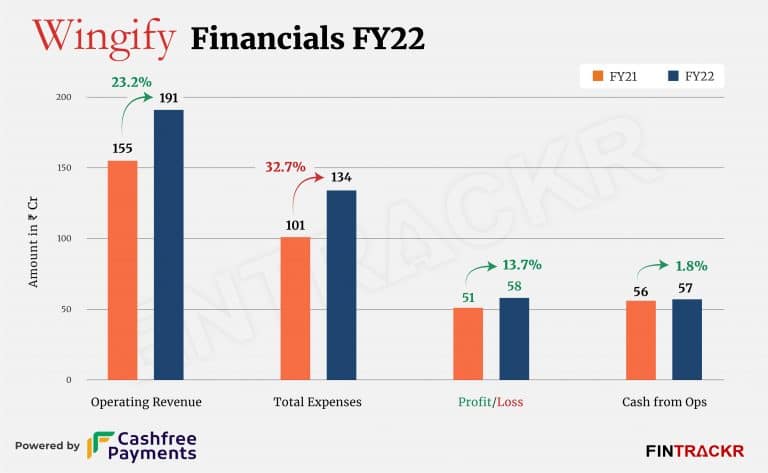 Wingify Financials FY22
FY21 FY22
23.2%
32.7%
13.7%
1.8%
155 191
101 134
51 58
56 57
Amount in ₹ Cr
200
150
100
50
0
Operating Revenue
Total Expenses
Profit/Loss
Cash from Ops
FINTRACKR
Powered by Cashfree
Payments
FINTRACKR